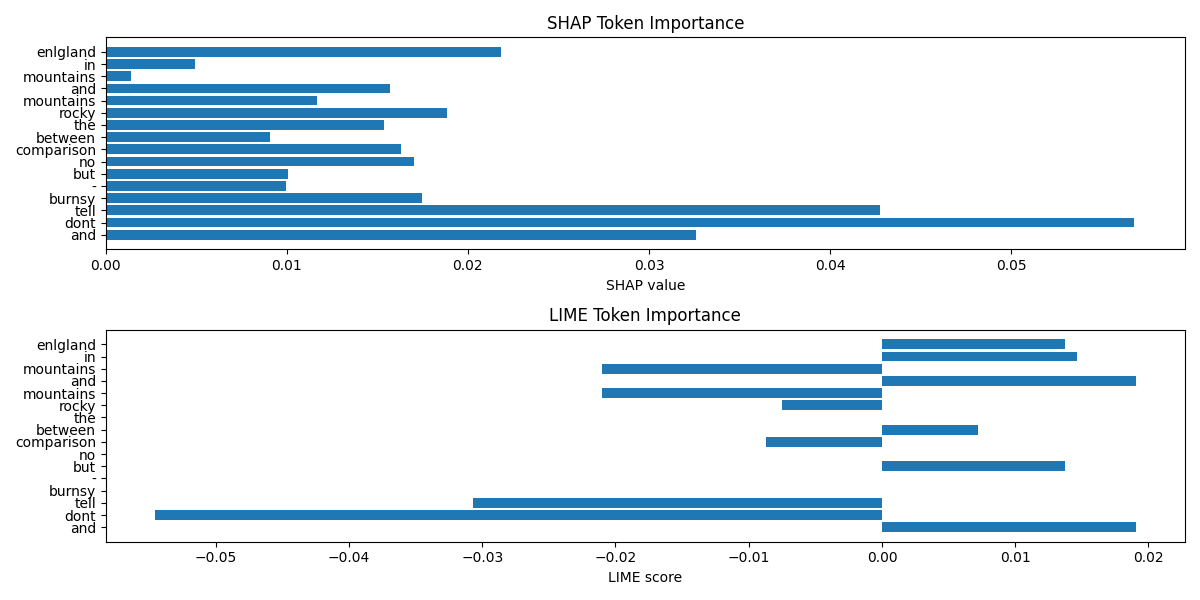 SHAP Token Importance
enlgland
in
mountains
and
mountains
rocky
the
between
comparison
no
but
-
burnsy
tell
dont
and
0.00 0.01 0.02 0.03 0.04 0.05
SHAP value
LIME Token Importance
enlgland
in
mountains
and
mountains
rocky
the
between
comparison
no
but
-
burnsy
tell
dont
and
−0.05 −0.04 −0.03 −0.02 −0.01 0.00 0.01 0.02
LIME score